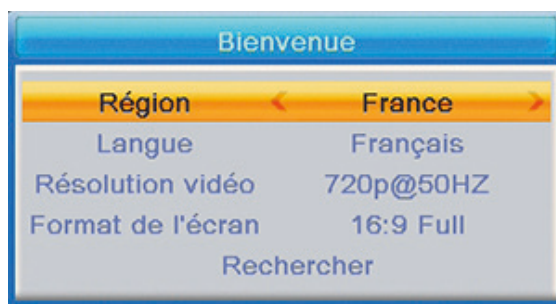 Bienvenue
Région < France >
Langue Français
Résolution vidéo 720p@50HZ
Format de l'écran 16:9 Full
Rechercher